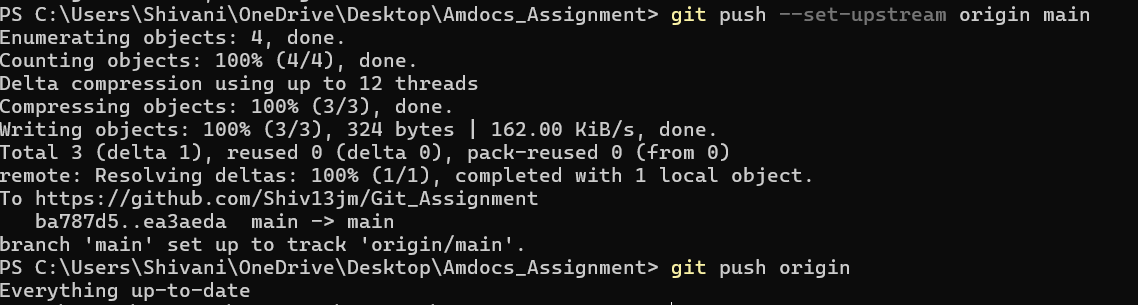 PS C:\Users\Shivani\OneDrive\Desktop\Amdocs_Assignment> git push --set-upstream origin main
Enumerating objects: 4, done.
Counting objects: 100% (4/4), done.
Delta compression using up to 12 threads
Compressing objects: 100% (3/3), done.
Writing objects: 100% (3/3), 324 bytes | 162.00 KiB/s, done.
Total 3 (delta 1), reused 0 (delta 0), pack-reused 0 (from 0)
remote: Resolving deltas: 100% (1/1), completed with 1 local object.
To https://github.com/Shiv13jm/Git_Assignment
   ba787d5..ea3aeda  main -> main
branch 'main' set up to track 'origin/main'.
PS C:\Users\Shivani\OneDrive\Desktop\Amdocs_Assignment> git push origin
Everything up-to-date